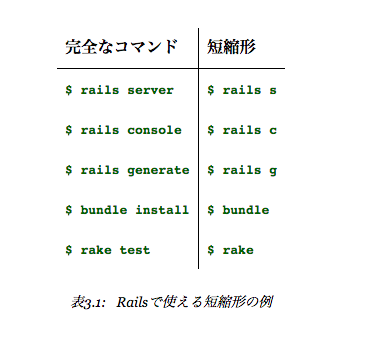 完全なコマンド 短縮形
$ rails server $ rails s
$ rails console $ rails c
$ rails generate $ rails g
$ bundle install $ bundle
$ rake test $ rake
表3.1: Railsで使える短縮形の例